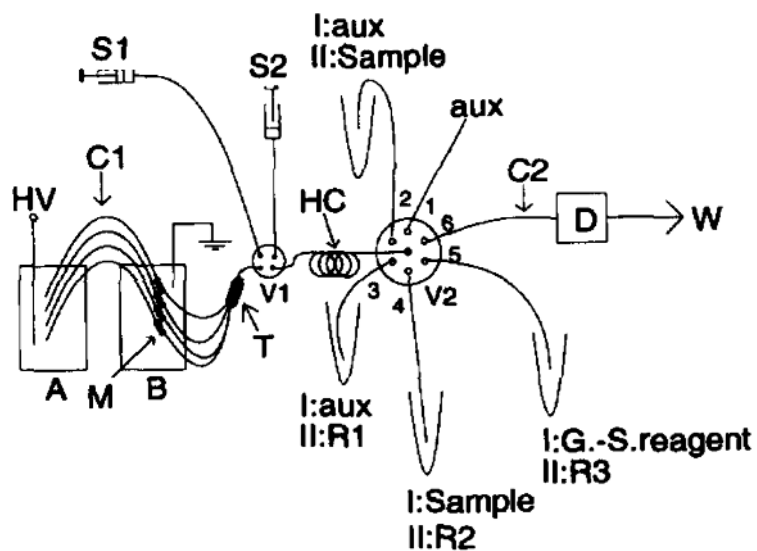 I:aux
II:Sample
S1
S2
aux
C1
C2
HV
HC
2
1
6
D
W
5
3
4
V1
V2
T
A
M
B
I:aux
II:R1
I:G.-S.reagent
II:R3
I:Sample
II:R2